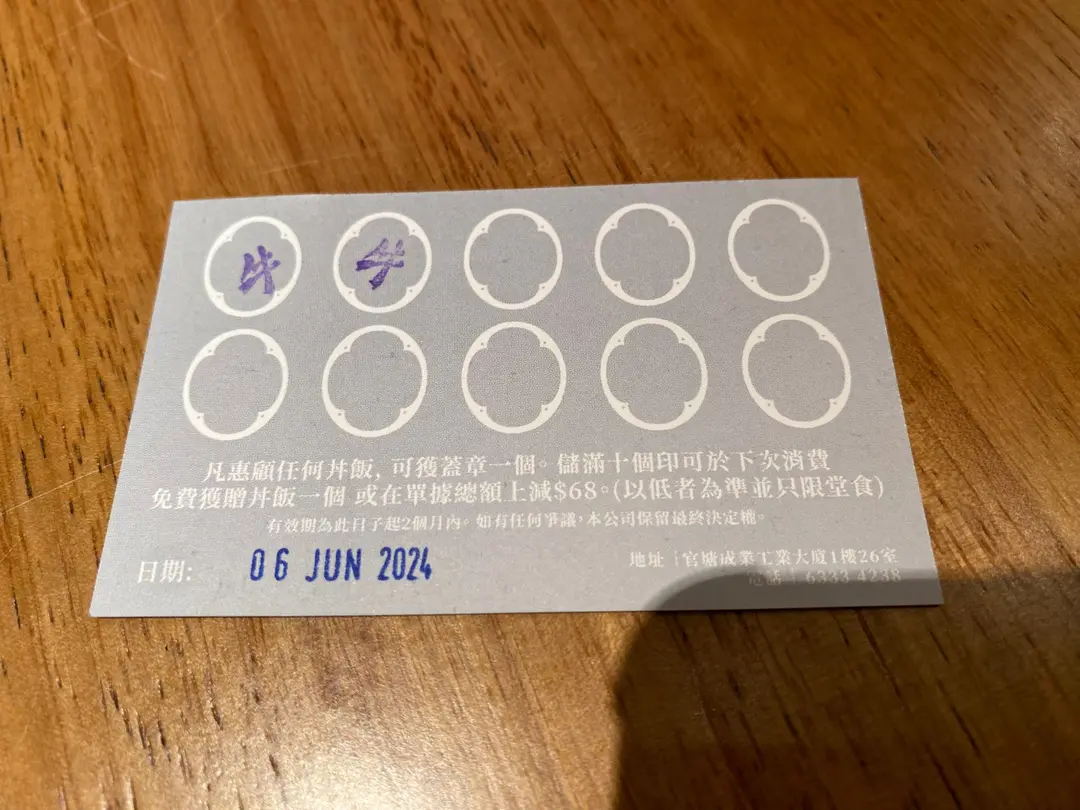 牛 牛
凡惠顧任何丼飯, 可獲蓋章一個。儲滿十個印可於下次消費
免費獲贈丼飯一個 或在單據總額上減$68。(以低者為準並只限堂食)
有效期為此日子起2個月內。如有任何爭議, 本公司保留最終決定權。
日期: 06 JUN 2024
地址 | 官塘成業工業大廈1樓26室
電話 | 6333 4238